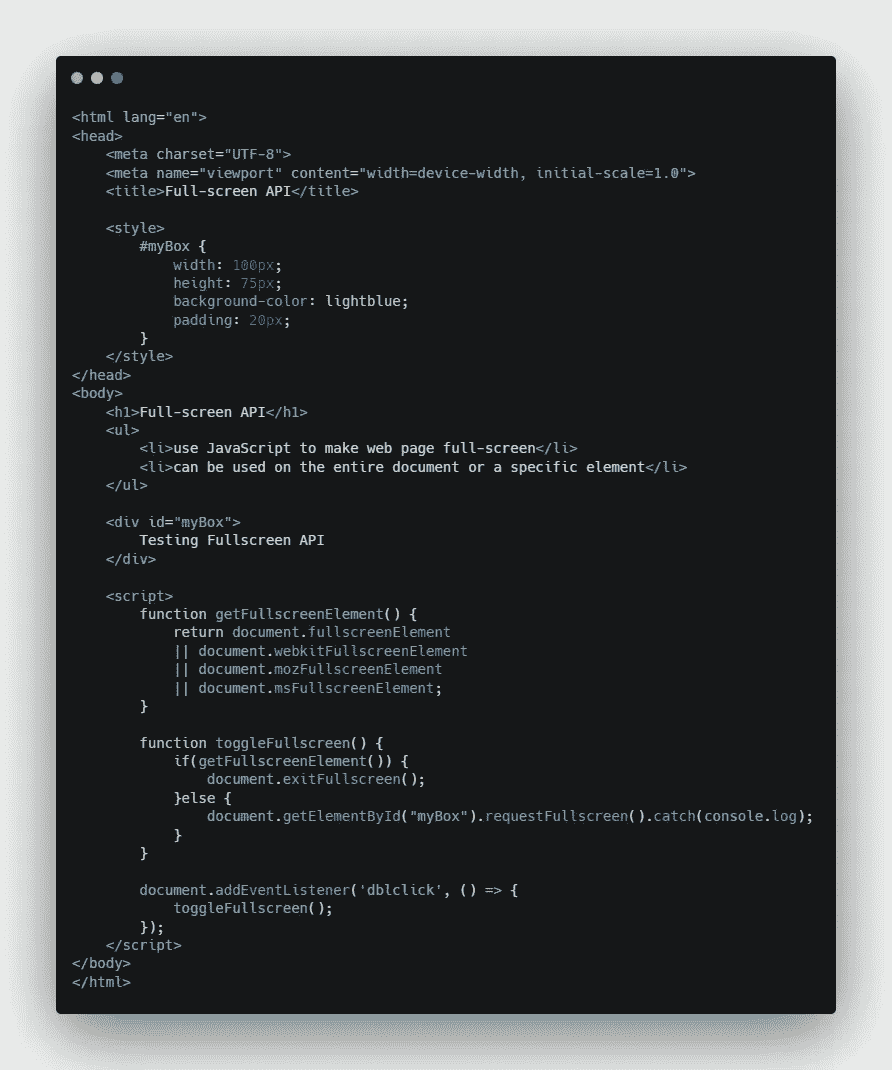 <html lang="en">
<head>
    <meta charset="UTF-8">
    <meta name="viewport" content="width=device-width, initial-scale=1.0">
    <title>Full-screen API</title>

    <style>
        #myBox {
            width: 100px;
            height: 75px;
            background-color: lightblue;
            padding: 20px;
        }
    </style>
</head>
<body>
    <h1>Full-screen API</h1>
    <ul>
        <li>use JavaScript to make web page full-screen</li>
        <li>can be used on the entire document or a specific element</li>
    </ul>

    <div id="myBox">
        Testing Fullscreen API
    </div>

    <script>
        function getFullscreenElement() {
            return document.fullscreenElement
            || document.webkitFullscreenElement
            || document.mozFullscreenElement
            || document.msFullscreenElement;
        }

        function toggleFullscreen() {
            if(getFullscreenElement()) {
                document.exitFullscreen();
            }else {
                document.getElementById("myBox").requestFullscreen().catch(console.log);
            }
        }

        document.addEventListener('dblclick', () => {
            toggleFullscreen();
        });
    </script>
</body>
</html>